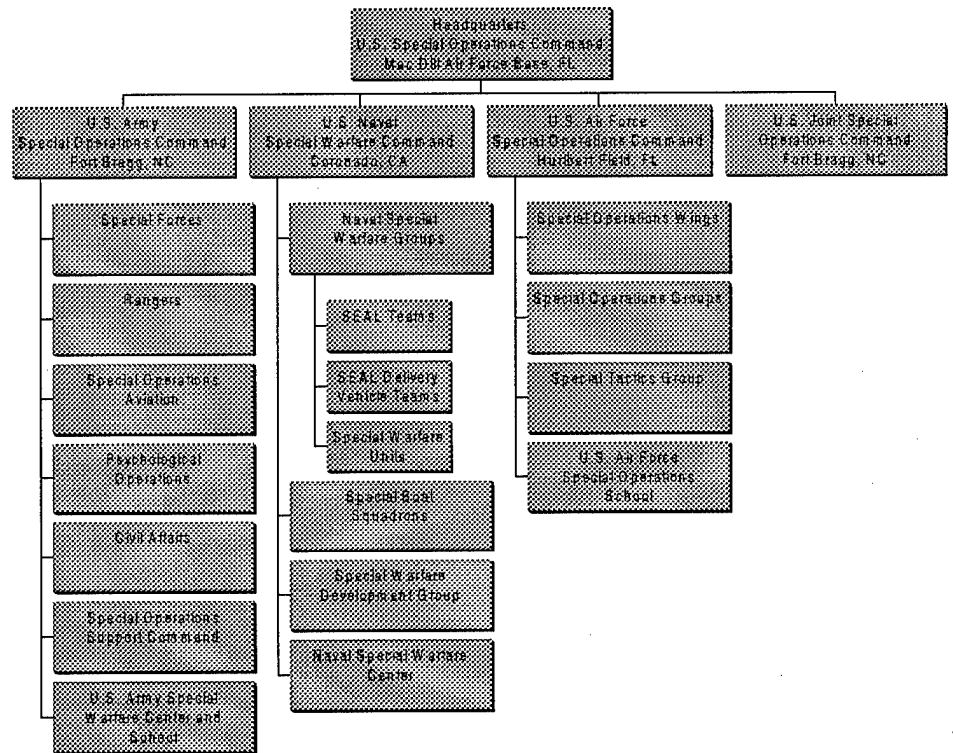 Headquarters
U.S. Special Operations Command
Mac Dill Air Force Base, FL
U.S. Army
Special Operations Command
Fort Bragg, NC
U.S. Naval
Special Warfare Command
Coronado, CA
U.S. Air Force
Special Operations Command
Hurlbert Field, FL
U.S. Joint Special
Operations Command
Fort Bragg, NC
Special Forces
Rangers
Special Operations
Aviation
Psychological
Operations
Civil Affairs
Special Operations
Support Command
U.S. Army Special
Warfare Center and
School
Naval Special
Warfare Groups
SEAL Teams
SEAL Delivery
Vehicle Teams
Special Warfare
Units
Special Boat
Squadrons
Special Warfare
Development Group
Naval Special Warfare
Center
Special Operations Wings
Special Operations Groups
Special Tactics Group
U.S. Air Force
Special Operations
School